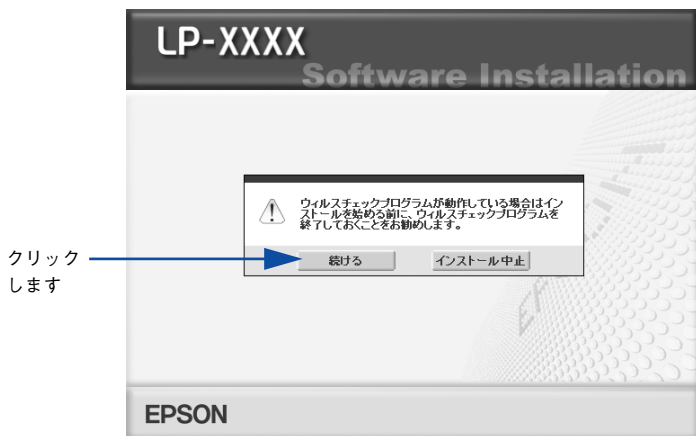 LP-XXXX
Software Installation
ウィルスチェックプログラムが動作している場合はイン
ストールを始める前に、ウィルスチェックプログラムを
終了しておくことをお勧めします。
クリック
します
続ける
インストール中止
EPSON